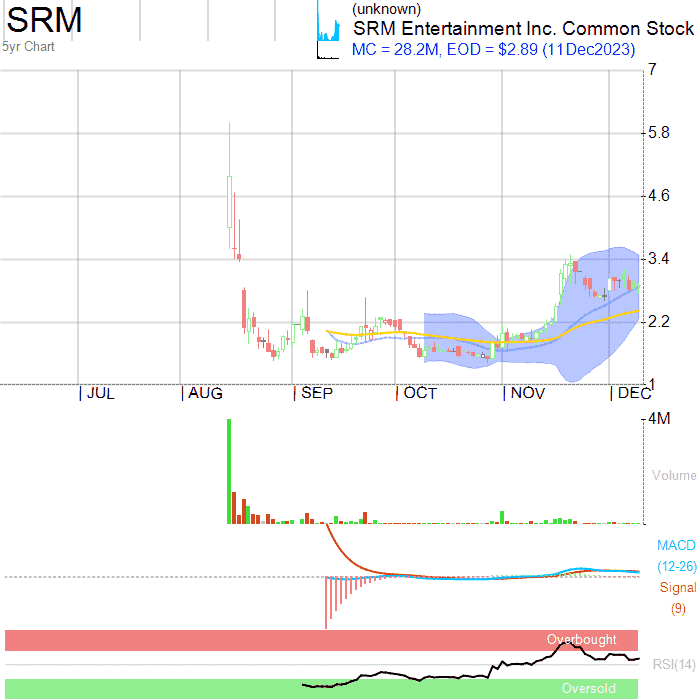 SRM
5yr Chart
(unknown)
SRM Entertainment Inc. Common Stock
MC = 28.2M, EOD = $2.89 (11Dec2023)
7
5.8
4.6
3.4
2.2
1
JUL AUG SEP OCT NOV DEC
4M
Volume
MACD
(12-26)
Signal
(9)
Overbought
RSI(14)
Oversold